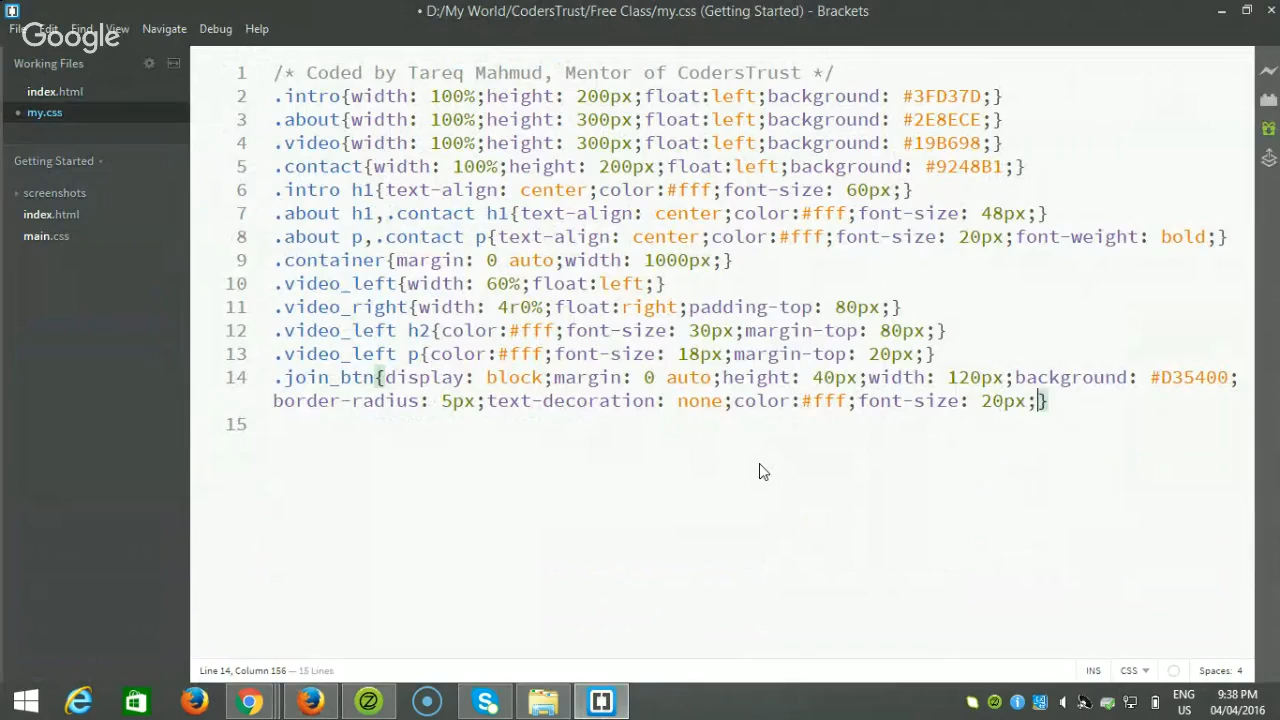 • D:/My World/CodersTrust/Free Class/my.css (Getting Started) - Brackets
File Edit Find View Navigate Debug Help
Google
Working Files
index.html
• my.css
Getting Started
screenshots
index.html
main.css
1 /* Coded by Tareq Mahmud, Mentor of CodersTrust */
2 .intro{width: 100%;height: 200px;float:left;background: #3FD37D;}
3 .about{width: 100%;height: 300px;float:left;background: #2E8ECE;}
4 .video{width: 100%;height: 300px;float:left;background: #19B698;}
5 .contact{width: 100%;height: 200px;float:left;background: #9248B1;}
6 .intro h1{text-align: center;color:#fff;font-size: 60px;}
7 .about h1,.contact h1{text-align: center;color:#fff;font-size: 48px;}
8 .about p,.contact p{text-align: center;color:#fff;font-size: 20px;font-weight: bold;}
9 .container{margin: 0 auto;width: 1000px;}
10 .video_left{width: 60%;float:left;}
11 .video_right{width: 4r0%;float:right;padding-top: 80px;}
12 .video_left h2{color:#fff;font-size: 30px;margin-top: 80px;}
13 .video_left p{color:#fff;font-size: 18px;margin-top: 20px;}
14 .join_btn{display: block;margin: 0 auto;height: 40px;width: 120px;background: #D35400;
border-radius: 5px;text-decoration: none;color:#fff;font-size: 20px;}
15
Line 14, Column 156 — 15 Lines
INS CSS Spaces: 4
ENG 9:38 PM
US 04/04/2016